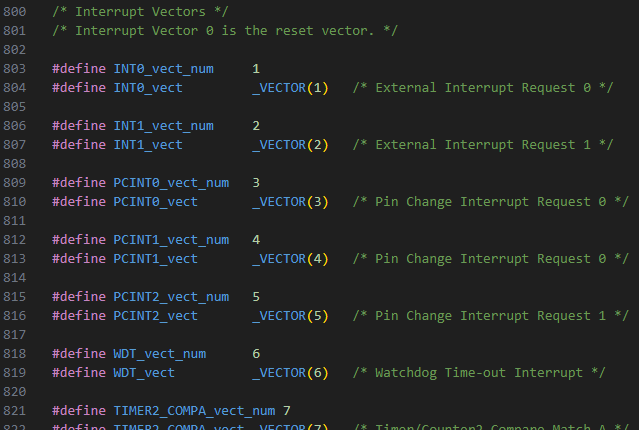 800 /* Interrupt Vectors */
801 /* Interrupt Vector 0 is the reset vector. */
802
803 #define INT0_vect_num 1
804 #define INT0_vect _VECTOR(1) /* External Interrupt Request 0 */
805
806 #define INT1_vect_num 2
807 #define INT1_vect _VECTOR(2) /* External Interrupt Request 1 */
808
809 #define PCINT0_vect_num 3
810 #define PCINT0_vect _VECTOR(3) /* Pin Change Interrupt Request 0 */
811
812 #define PCINT1_vect_num 4
813 #define PCINT1_vect _VECTOR(4) /* Pin Change Interrupt Request 0 */
814
815 #define PCINT2_vect_num 5
816 #define PCINT2_vect _VECTOR(5) /* Pin Change Interrupt Request 1 */
817
818 #define WDT_vect_num 6
819 #define WDT_vect _VECTOR(6) /* Watchdog Time-out Interrupt */
820
821 #define TIMER2_COMPA_vect_num 7
822 #define TIMER2_COMPA_vect _VECTOR(7) /* Timer/Counter2 Compare Match A */